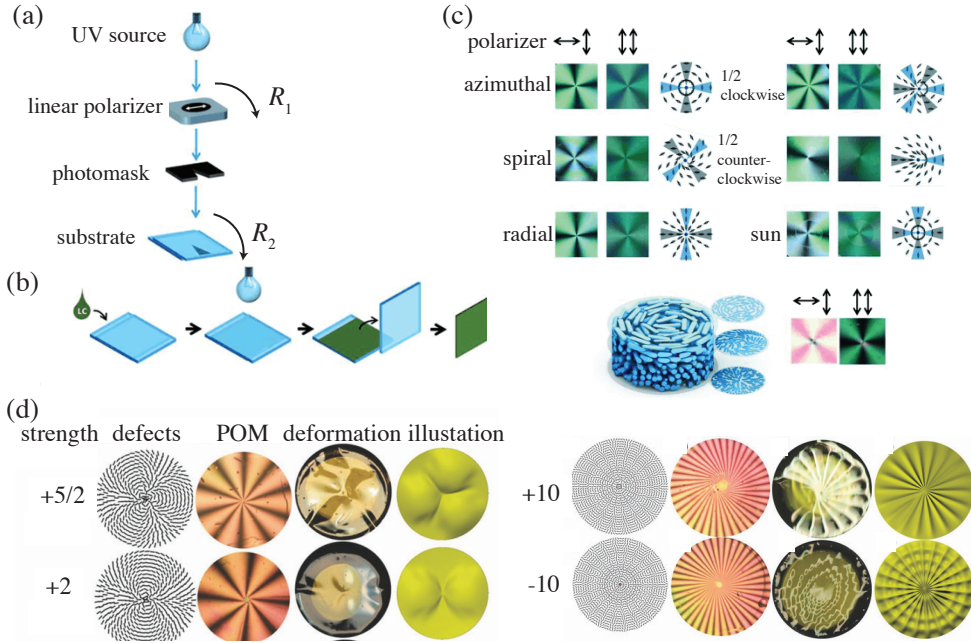 (a)
UV source
linear polarizer
R1
photomask
substrate
R2
(b)
LC
(c)
polarizer
azimuthal
1/2
clockwise
spiral
1/2
counter-
clockwise
radial
sun
(d)
strength defects POM deformation illustation
+5/2
+10
+2
-10